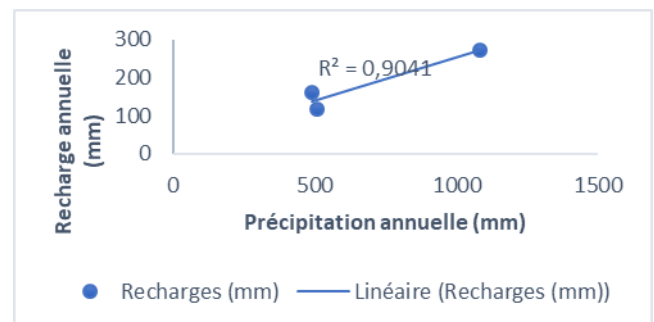 Recharge annuelle
(mm)
300
200
100
0
R² = 0,9041
0
500
1000
1500
Précipitation annuelle (mm)
Recharges (mm)
Linéaire (Recharges (mm))